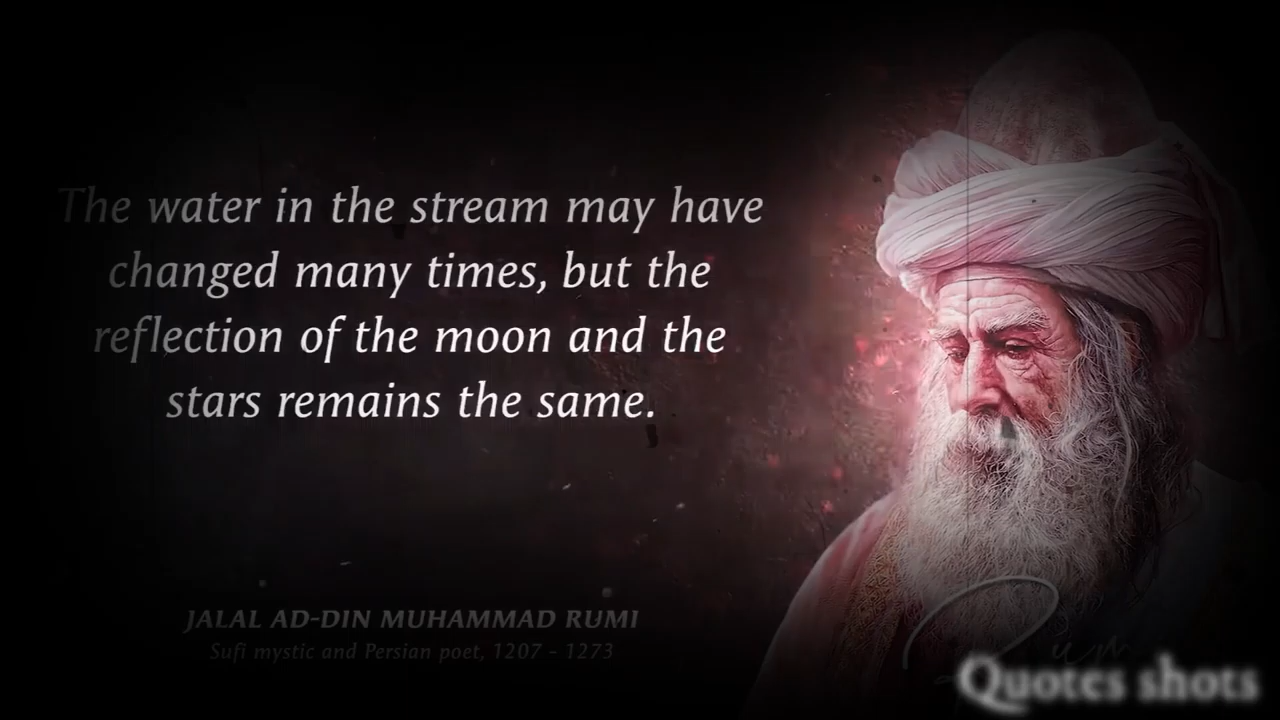 The water in the stream may have
changed many times, but the
reflection of the moon and the
stars remains the same.
JALAL AD-DIN MUHAMMAD RUMI
Sufi mystic and Persian poet, 1207 - 1273
Rumi
Quotes shots